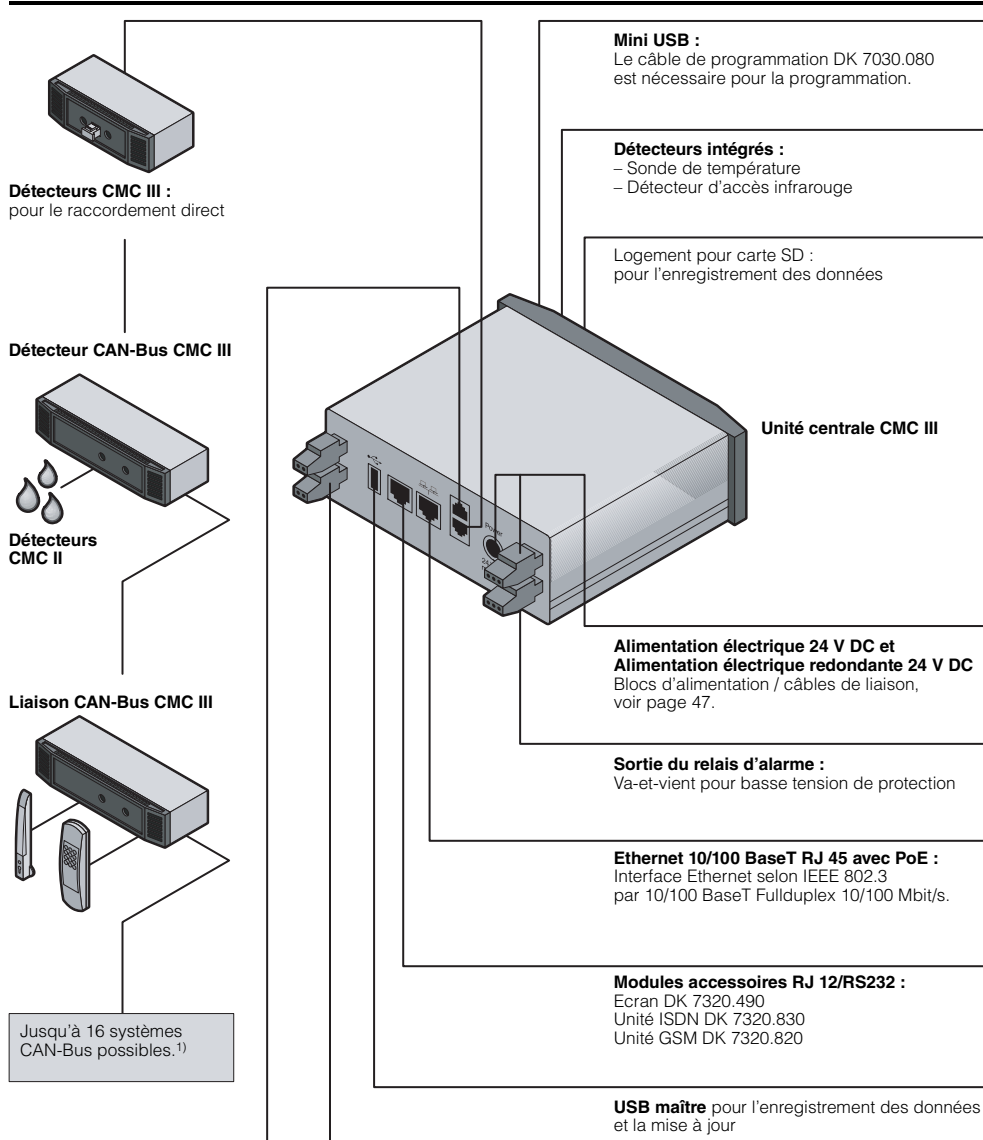 Mini USB :
Le câble de programmation DK 7030.080
est nécessaire pour la programmation.
Détecteurs intégrés :
– Sonde de température
– Détecteur d'accès infrarouge
Détecteurs CMC III :
pour le raccordement direct
Logement pour carte SD :
pour l'enregistrement des données
Détecteur CAN-Bus CMC III
Unité centrale CMC III
Détecteurs
CMC II
Power
Alimentation électrique 24 V DC et
Alimentation électrique redondante 24 V DC
Blocs d'alimentation / câbles de liaison,
voir page 47.
Liaison CAN-Bus CMC III
Sortie du relais d'alarme :
Va-et-vient pour basse tension de protection
Ethernet 10/100 BaseT RJ 45 avec PoE :
Interface Ethernet selon IEEE 802.3
par 10/100 BaseT Fullduplex 10/100 Mbit/s.
Modules accessoires RJ 12/RS232 :
Ecran DK 7320.490
Unité ISDN DK 7320.830
Unité GSM DK 7320.820
Jusqu'à 16 systèmes
CAN-Bus possibles.1)
USB maître pour l'enregistrement des données
et la mise à jour